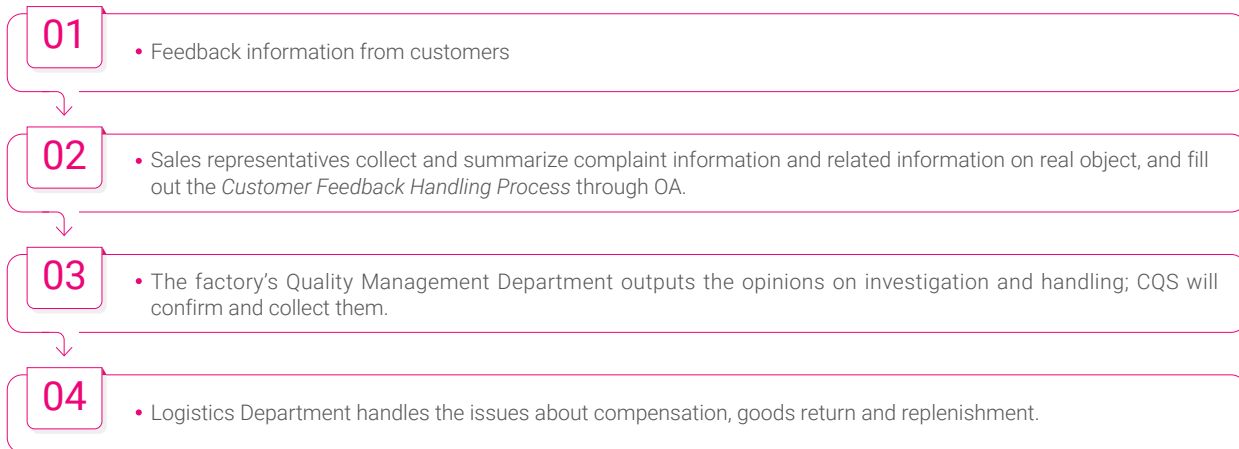 01
• Feedback information from customers
02
• Sales representatives collect and summarize complaint information and related information on real object, and fill
out the Customer Feedback Handling Process through OA.
03
• The factory's Quality Management Department outputs the opinions on investigation and handling; CQS will
confirm and collect them.
04
• Logistics Department handles the issues about compensation, goods return and replenishment.